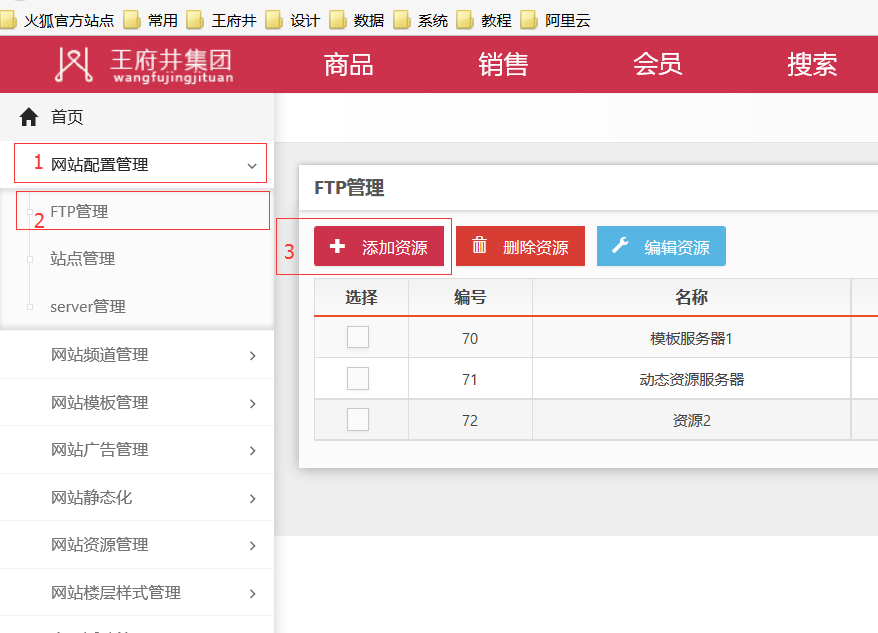 火狐官方站点 常用 王府井 设计 数据 系统 教程 阿里云
王府井集团 商品 销售 会员 搜索
wangfujingjituan
首页
1 网站配置管理
2 FTP管理
站点管理
server管理
网站频道管理
网站模板管理
网站广告管理
网站静态化
网站资源管理
网站楼层样式管理
FTP管理
3 添加资源 删除资源 编辑资源
选择 编号 名称
70 模板服务器1
71 动态资源服务器
72 资源2